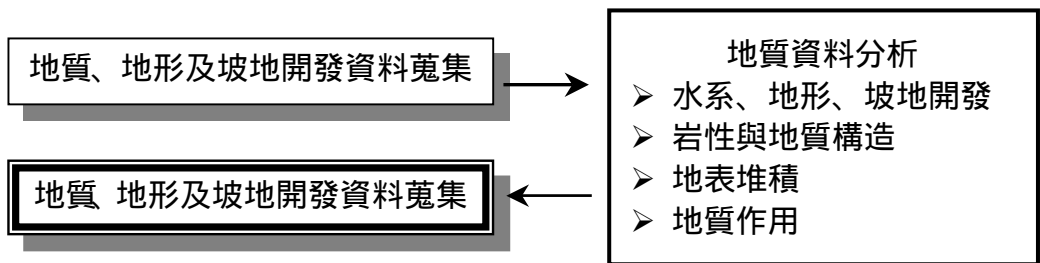 地質、地形及坡地開發資料蒐集
地質、地形及坡地開發資料蒐集
地質資料分析
➢ 水系、地形、坡地開發
➢ 岩性與地質構造
➢ 地表堆積
➢ 地質作用